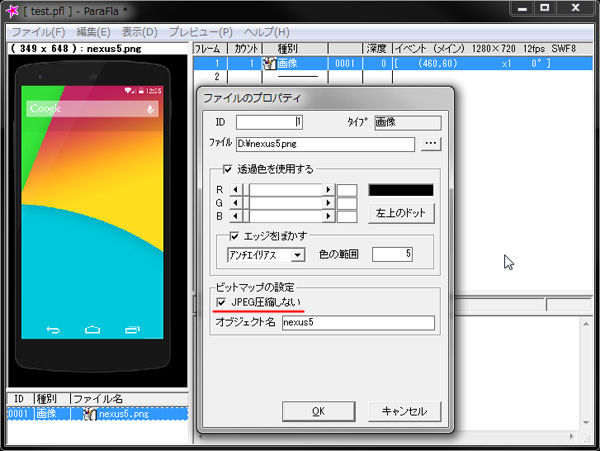 [ test.pfl ] - ParaFla *
ファイル(F) 編集(E) 表示(D) プレビュー(P) ヘルプ(H)
( 349 x 648 ) : nexus5.png
フレーム カウント 種別 深度 イベント (メイン) 1280×720 12fps SWF8
1 1 画像 0001 0 [ (460,60) x1 0° ]
2
12:35
Google
ファイルのプロパティ
ID 1 タイプ 画像
ファイル D:\nexus5.png ...
透過色を使用する
R
G
B
左上のドット
エッジをぼかす
アンチエイリアス 色の範囲 5
ビットマップの設定
JPEG圧縮しない
オブジェクト名 nexus5
OK キャンセル
ID 種別 ファイル名
0001 画像 nexus5.png